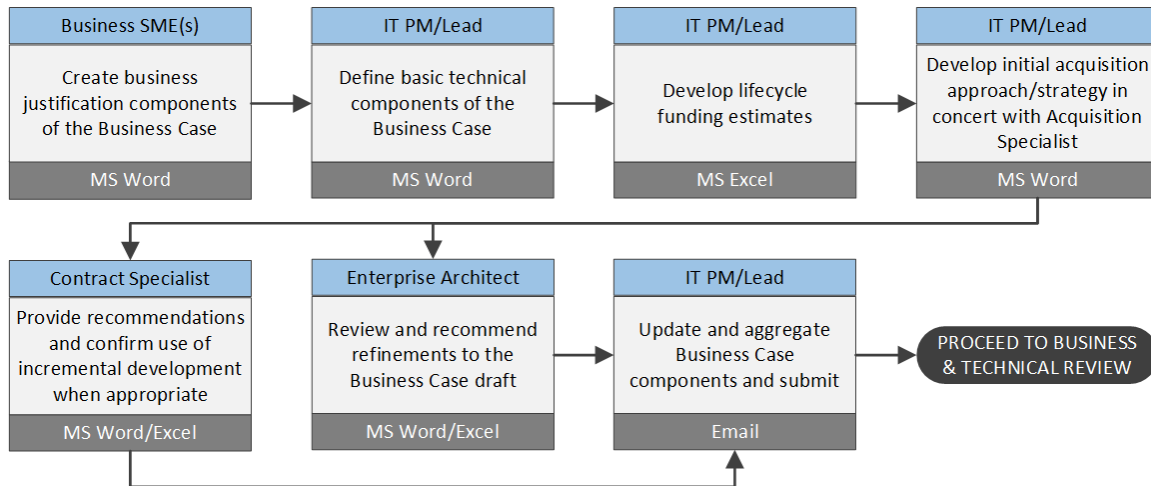 Business SME(s)
Create business
justification components
of the Business Case
MS Word
IT PM/Lead
Define basic technical
components of the
Business Case
MS Word
IT PM/Lead
Develop lifecycle
funding estimates
MS Excel
IT PM/Lead
Develop initial acquisition
approach/strategy in
concert with Acquisition
Specialist
MS Word
Contract Specialist
Provide recommendations
and confirm use of
incremental development
when appropriate
MS Word/Excel
Enterprise Architect
Review and recommend
refinements to the
Business Case draft
MS Word/Excel
IT PM/Lead
Update and aggregate
Business Case
components and submit
Email
PROCEED TO BUSINESS
& TECHNICAL REVIEW